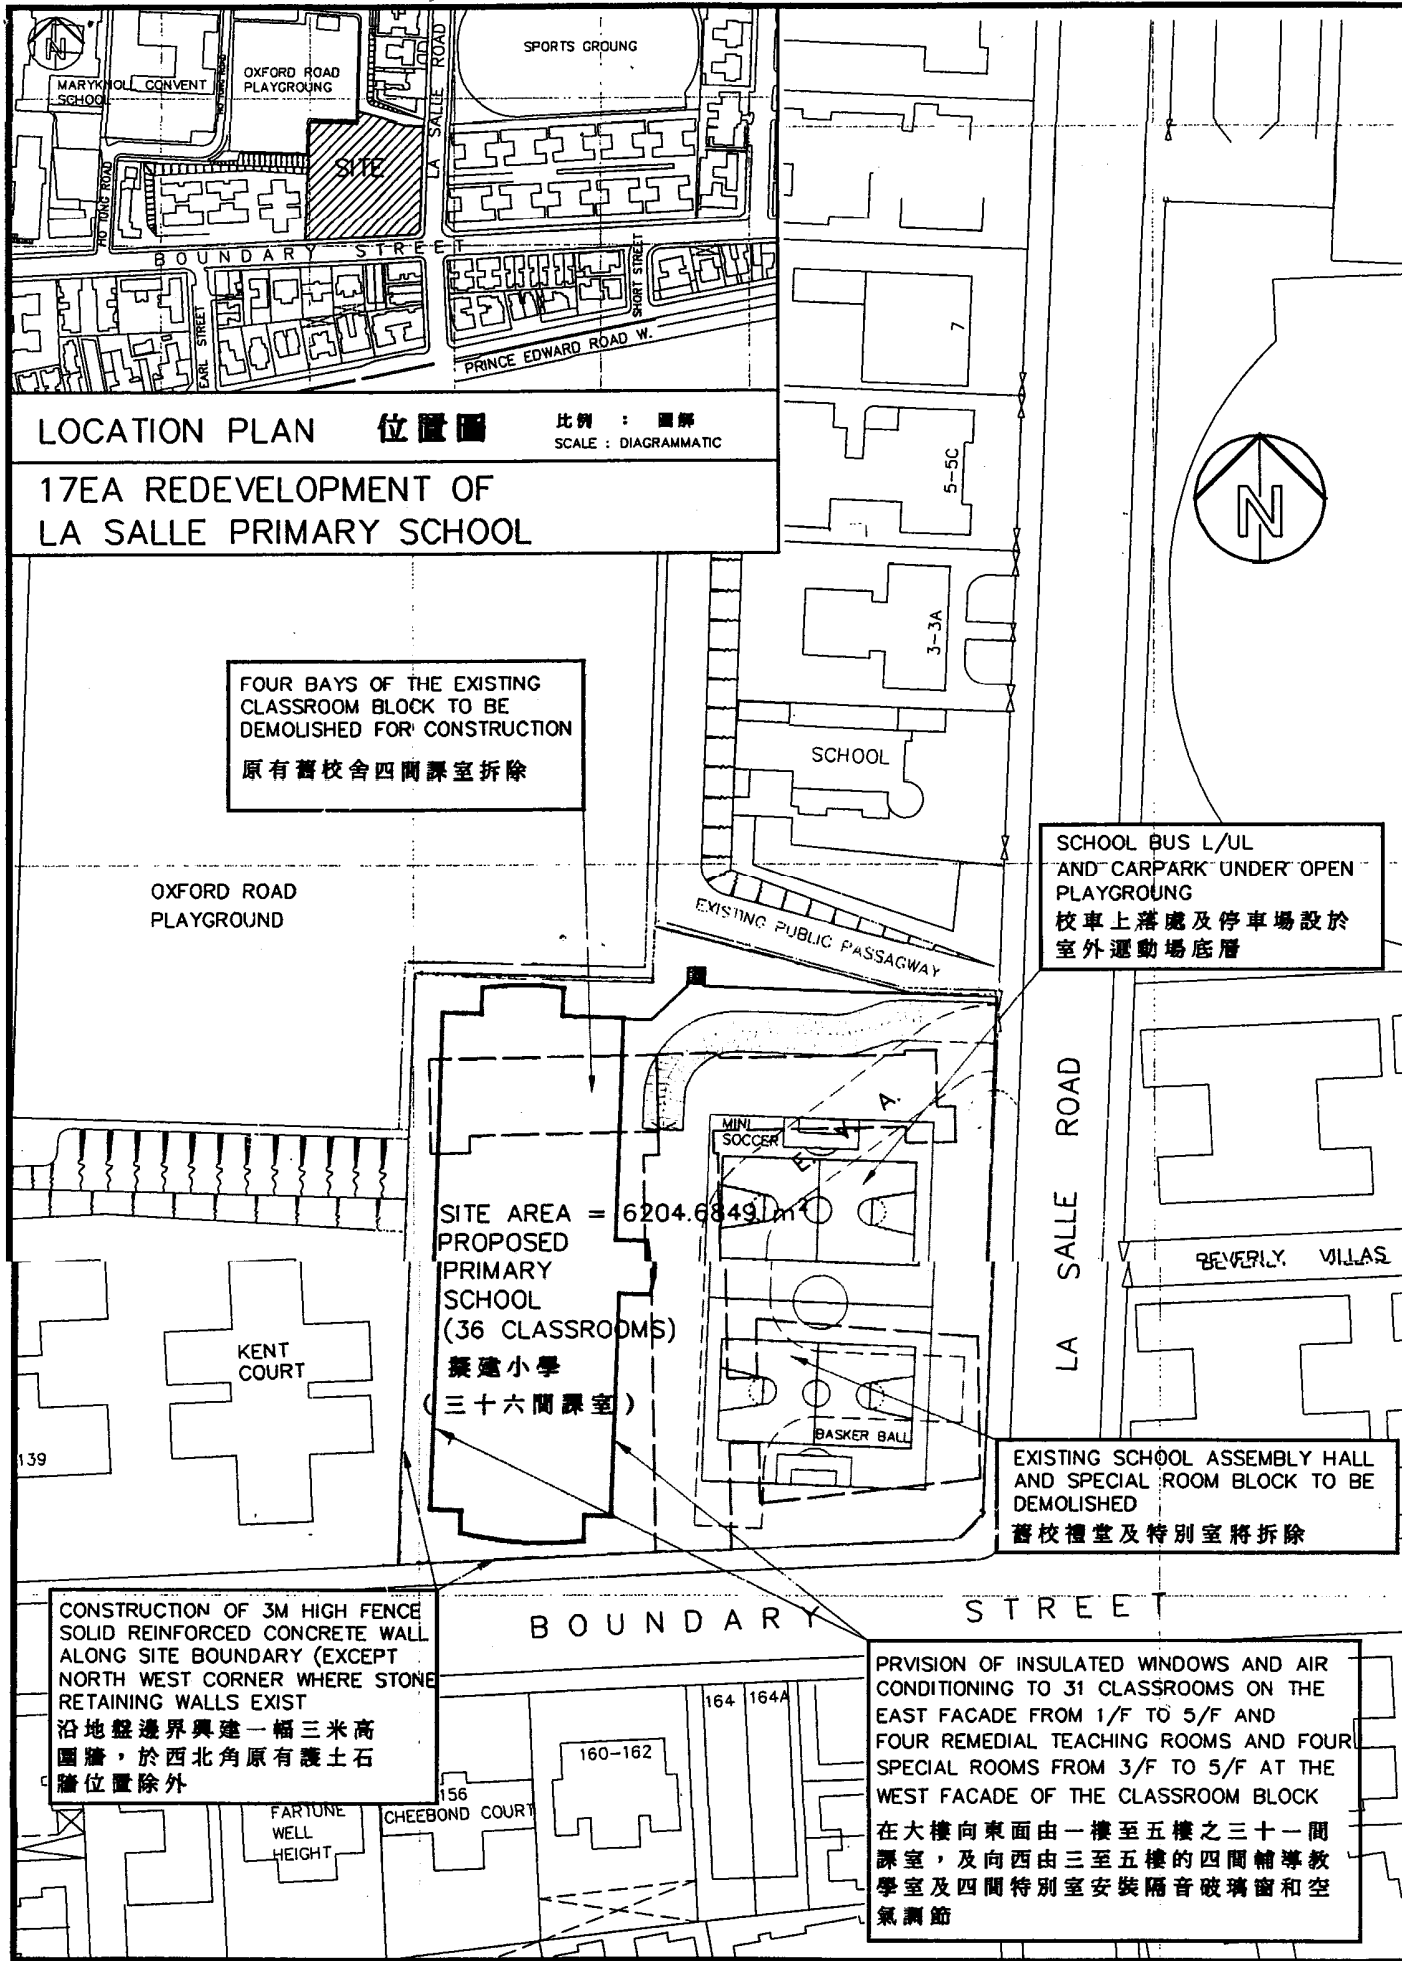 N
MARYKNOLL CONVENT
SCHOOL
OXFORD ROAD
PLAYGROUNG
SPORTS GROUNG
LA SALLE ROAD
HO TUNG ROAD
SITE
BOUNDARY STREET
EARL STREET
SHORT STREET
PRINCE EDWARD ROAD W.
LOCATION PLAN 位置圖
比例 : 圖解
SCALE : DIAGRAMMATIC
17EA REDEVELOPMENT OF
LA SALLE PRIMARY SCHOOL
7
5-5C
N
3-3A
SCHOOL
FOUR BAYS OF THE EXISTING
CLASSROOM BLOCK TO BE
DEMOLISHED FOR CONSTRUCTION
原有舊校舍四間課室拆除
SCHOOL BUS L/UL
AND CARPARK UNDER OPEN
PLAYGROUNG
校車上落處及停車場設於
室外運動場底層
OXFORD ROAD
PLAYGROUND
EXISTING PUBLIC PASSAGWAY
MINI
SOCCER
E. V. A.
LA SALLE ROAD
SITE AREA = 6204.6849 m²
PROPOSED
PRIMARY
SCHOOL
(36 CLASSROOMS)
擬建小學
(三十六間課室)
BEVERLY VILLAS
KENT
COURT
139
BASKER BALL
EXISTING SCHOOL ASSEMBLY HALL
AND SPECIAL ROOM BLOCK TO BE
DEMOLISHED
舊校禮堂及特別室將拆除
BOUNDARY STREET
CONSTRUCTION OF 3M HIGH FENCE
SOLID REINFORCED CONCRETE WALL
ALONG SITE BOUNDARY (EXCEPT
NORTH WEST CORNER WHERE STONE
RETAINING WALLS EXIST
沿地盤邊界興建一幅三米高
圍牆，於西北角原有護土石
牆位置除外
PRVISION OF INSULATED WINDOWS AND AIR
CONDITIONING TO 31 CLASSROOMS ON THE
EAST FACADE FROM 1/F TO 5/F AND
FOUR REMEDIAL TEACHING ROOMS AND FOUR
SPECIAL ROOMS FROM 3/F TO 5/F AT THE
WEST FACADE OF THE CLASSROOM BLOCK
在大樓向東面由一樓至五樓之三十一間
課室，及向西由三至五樓的四間輔導教
學室及四間特別室安裝隔音玻璃窗和空
氣調節
164
164A
160-162
156
CHEEBOND COURT
FARTUNE
WELL
HEIGHT